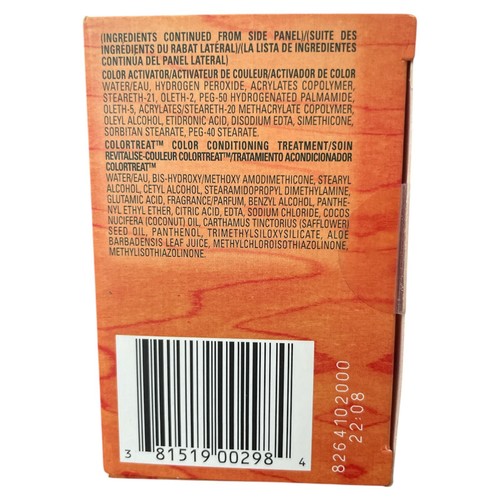 (INGREDIENTS CONTINUED FROM SIDE PANEL)/(SUITE DES
INGRÉDIENTS DU RABAT LATÉRAL)/(LA LISTA DE INGREDIENTES
CONTINUA DEL PANEL LATERAL)
COLOR ACTIVATOR/ACTIVATEUR DE COULEUR/ACTIVADOR DE COLOR
WATER/EAU, HYDROGEN PEROXIDE, ACRYLATES COPOLYMER,
STEARETH-21, OLETH-2, PEG-50 HYDROGENATED PALMAMIDE,
OLETH-5, ACRYLATES/STEARETH-20 METHACRYLATE COPOLYMER,
OLEYL ALCOHOL, ETIDRONIC ACID, DISODIUM EDTA, SIMETHICONE,
SORBITAN STEARATE, PEG-40 STEARATE.
COLORTREAT™ COLOR CONDITIONING TREATMENT/SOIN
REVITALISE-COULEUR COLORTREAT™/TRATAMIENTO ACONDICIONADOR
COLORTREAT™
WATER/EAU, BIS-HYDROXY/METHOXY AMODIMETHICONE, STEARYL
ALCOHOL, CETYL ALCOHOL, STEARAMIDOPROPYL DIMETHYLAMINE,
GLUTAMIC ACID, FRAGRANCE/PARFUM, BENZYL ALCOHOL, PANTHE-
NYL ETHYL ETHER, CITRIC ACID, EDTA, SODIUM CHLORIDE, COCOS
NUCIFERA (COCONUT) OIL, CARTHAMUS TINCTORIUS (SAFFLOWER)
SEED OIL, PANTHENOL, TRIMETHYLSILOXYSILICATE, ALOE
BARBADENSIS LEAF JUICE, METHYLCHLOROISOTHIAZOLINONE,
METHYLISOTHIAZOLINONE.
3 81519 00298 4
8264102000
22:08